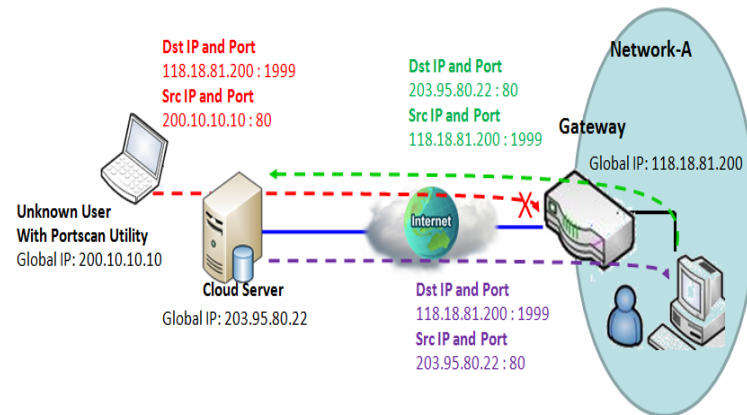 Dst IP and Port
118.18.81.200 : 1999
Src IP and Port
200.10.10.10 : 80
Dst IP and Port
203.95.80.22 : 80
Src IP and Port
118.18.81.200 : 1999
Network-A
Gateway
Global IP: 118.18.81.200
Internet
Unknown User
With Portscan Utility
Global IP: 200.10.10.10
Cloud Server
Global IP: 203.95.80.22
Dst IP and Port
118.18.81.200 : 1999
Src IP and Port
203.95.80.22 : 80